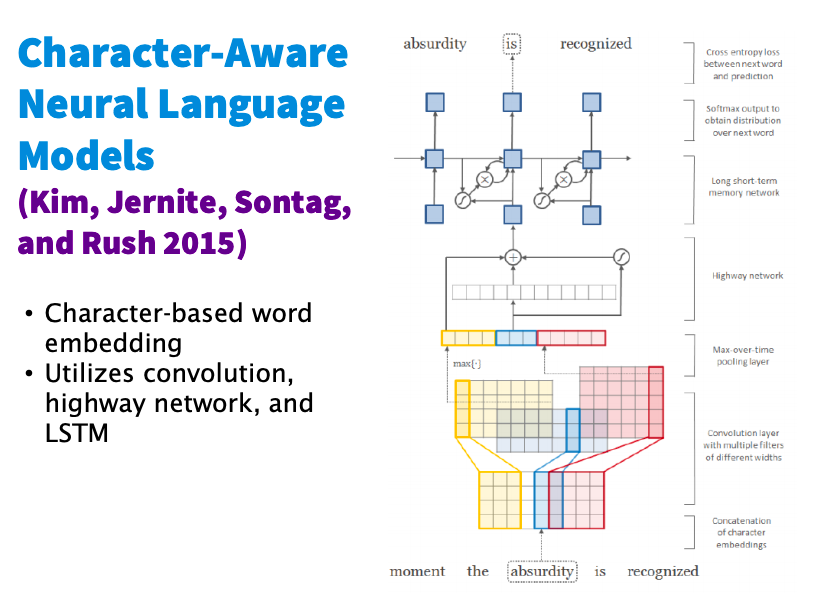 Character-Aware
Neural Language
Models
(Kim, Jernite, Sontag,
and Rush 2015)
• Character-based word
embedding
• Utilizes convolution,
highway network, and
LSTM
absurdity is recognized
Cross entropy loss
between next word
and prediction
Softmax output to
obtain distribution
over next word
Long short-term
memory network
×
×
∫
∫
+
∫
Highway network
Max-over-time
pooling layer
max{·}
Convolution layer
with multiple filters
of different widths
Concatenation
of character
embeddings
moment the absurdity is recognized